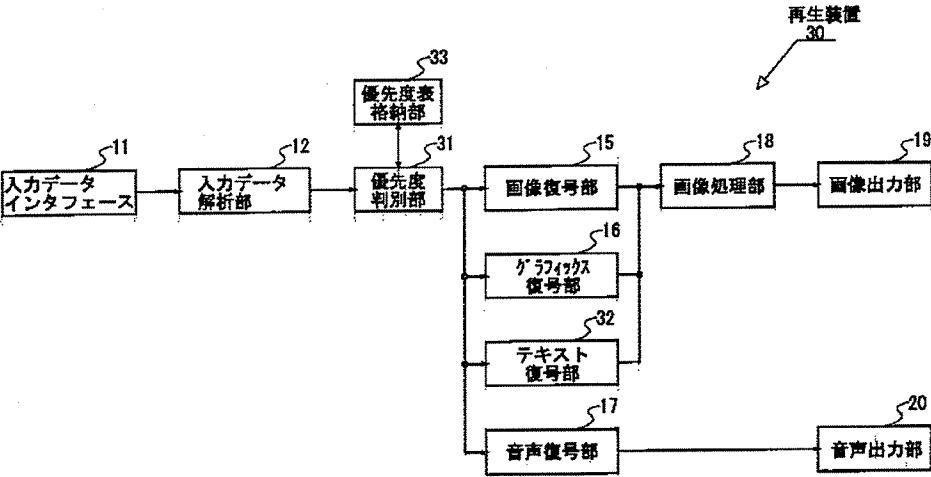 再生装置
30
33
優先度表
格納部
11
入力データ
インタフェース
12
入力データ
解析部
31
優先度
判別部
15
画像復号部
18
画像処理部
19
画像出力部
16
グラフィックス
復号部
32
テキスト
復号部
17
音声復号部
20
音声出力部